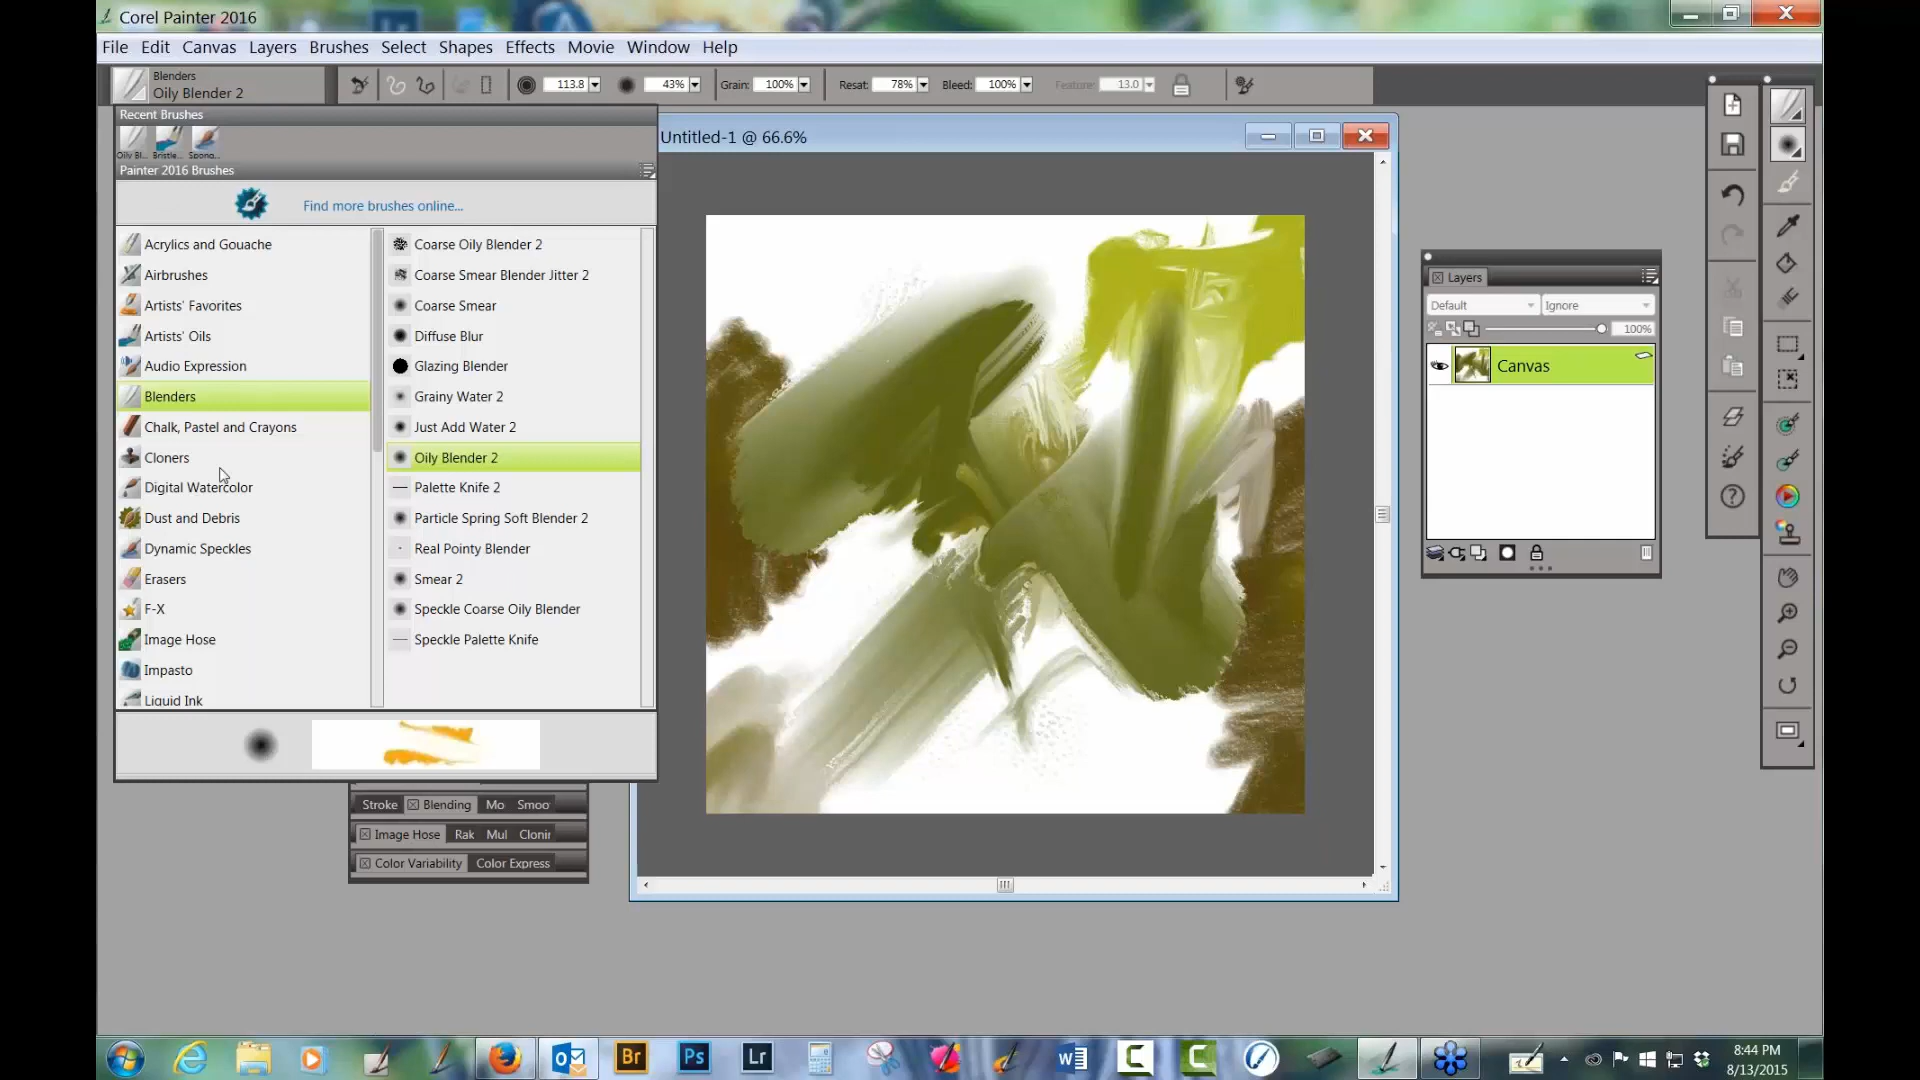 Corel Painter 2016
File Edit Canvas Layers Brushes Select Shapes Effects Movie Window Help
Blenders
Oily Blender 2
113.8 43% Grain: 100% Resat: 78% Bleed: 100% Feature: 13.0
Recent Brushes
Oily Bl... Bristle... Spong...
Painter 2016 Brushes
Find more brushes online...
Acrylics and Gouache
Airbrushes
Artists' Favorites
Artists' Oils
Audio Expression
Blenders
Chalk, Pastel and Crayons
Cloners
Digital Watercolor
Dust and Debris
Dynamic Speckles
Erasers
F-X
Image Hose
Impasto
Liquid Ink
Coarse Oily Blender 2
Coarse Smear Blender Jitter 2
Coarse Smear
Diffuse Blur
Glazing Blender
Grainy Water 2
Just Add Water 2
Oily Blender 2
Palette Knife 2
Particle Spring Soft Blender 2
Real Pointy Blender
Smear 2
Speckle Coarse Oily Blender
Speckle Palette Knife
Stroke Blending Mo Smoo
Image Hose Rak Mul Clonir
Color Variability Color Express
Untitled-1 @ 66.6%
Layers
Default Ignore
100%
Canvas
Br Ps Lr
8:44 PM
8/13/2015